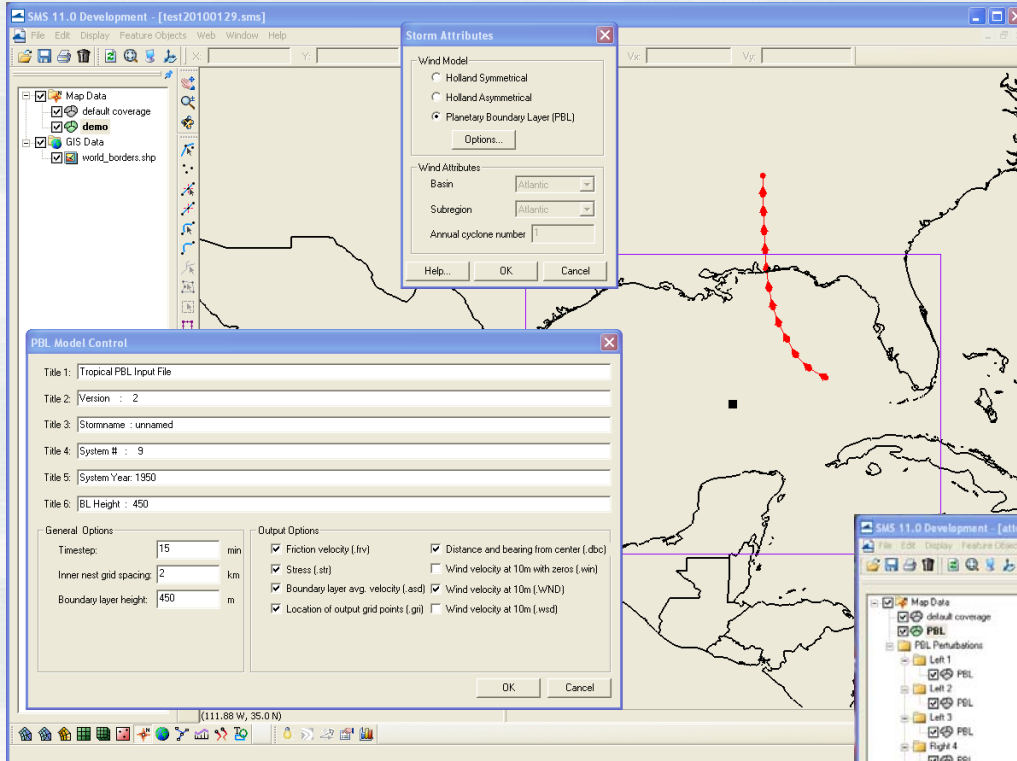 SMS 11.0 Development - [test20100129.sms]
File Edit Display Feature Objects Web Window Help
X: Y: Vx: Vy:
Map Data
default coverage
demo
GIS Data
world_borders.shp
Storm Attributes
Wind Model
Holland Symmetrical
Holland Asymmetrical
Planetary Boundary Layer (PBL)
Options...
Wind Attributes
Basin Atlantic
Subregion Atlantic
Annual cyclone number 1
Help... OK Cancel
PBL Model Control
Title 1: Tropical PBL Input File
Title 2: Version : 2
Title 3: Stormname : unnamed
Title 4: System # : 9
Title 5: System Year: 1950
Title 6: BL Height : 450
General Options
Timestep: 15 min
Inner nest grid spacing: 2 km
Boundary layer height: 450 m
Output Options
Friction velocity (.frv)
Stress (.str)
Boundary layer avg. velocity (.asd)
Location of output grid points (.gri)
Distance and bearing from center (.dbc)
Wind velocity at 10m with zeros (.win)
Wind velocity at 10m (.WND)
Wind velocity at 10m (.wsd)
OK Cancel
(111.88 W, 35.0 N)
SMS 11.0 Development - [att
File Edit Display Feature Objec
Map Data
default coverage
PBL
PBL Perturbations
Left 1
PBL
Left 2
PBL
Left 3
PBL
Right 4
PBL